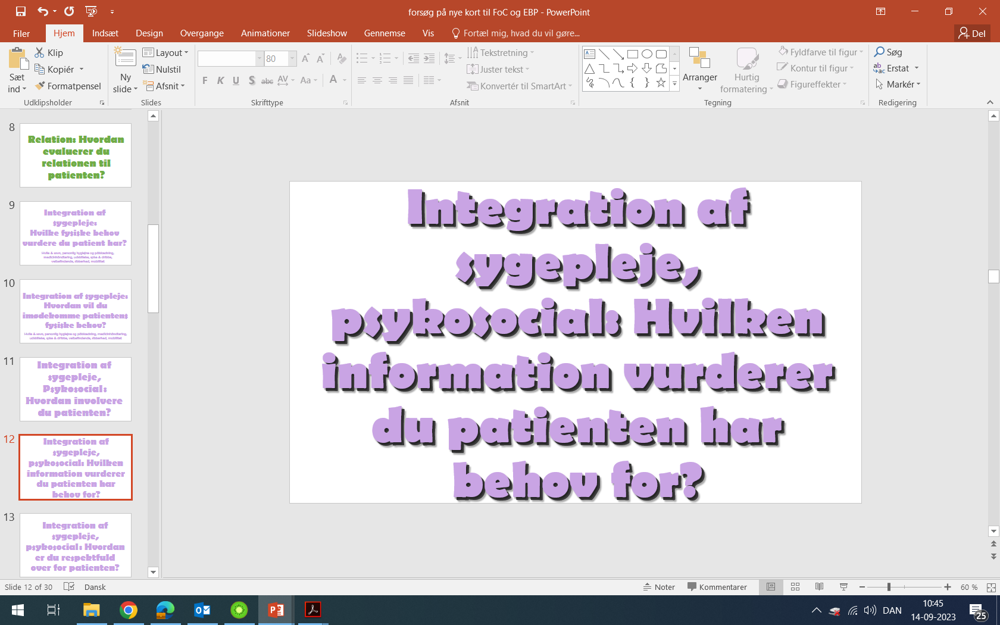 forsøg på nye kort til FoC og EBP - PowerPoint
Filer
Hjem
Indsæt
Design
Overgange
Animationer
Slideshow
Gennemse
Vis
Fortæl mig, hvad du vil gøre...
Del
Sæt
ind
Klip
Kopiér
Formatpensel
Udklipsholder
Ny
slide
Layout
Nulstil
Afsnit
Slides
80
F K U S abc AV Aa A
Skrifttype
Tekstretning
Juster tekst
Konvertér til SmartArt
Afsnit
Arranger
Hurtig
formatering
Fyldfarve til figur
Kontur til figur
Figureffekter
Tegning
Søg
Erstat
Markér
Redigering
8
Relation: Hvordan
evaluerer du
relationen til
patienten?
9
Integration af
sygepleje:
Hvilke fysiske behov
vurdere du patient har?
Hvile & søvn, personlig hygiejne og påklædning,
medicinhåndtering, udskillelse, spise & drikke,
velbefindende, sikkerhed, mobilitet
10
Integration af sygepleje:
Hvordan vil du
imødekomme patientens
fysiske behov?
Hvile & søvn, personlig hygiejne og påklædning, medicinhåndtering,
udskillelse, spise & drikke, velbefindende, sikkerhed, mobilitet
11
Integration af
sygepleje,
Psykosocial:
Hvordan involvere
du patienten?
12
Integration af
sygepleje,
psykosocial: Hvilken
information vurderer
du patienten har
behov for?
13
Integration af
sygepleje,
psykosocial: Hvordan
er du respektfuld
over for patienten?
Integration af
sygepleje,
psykosocial: Hvilken
information vurderer
du patienten har
behov for?
Slide 12 of 30
Dansk
Noter
Kommentarer
60 %
DAN
10:45
14-09-2023
25